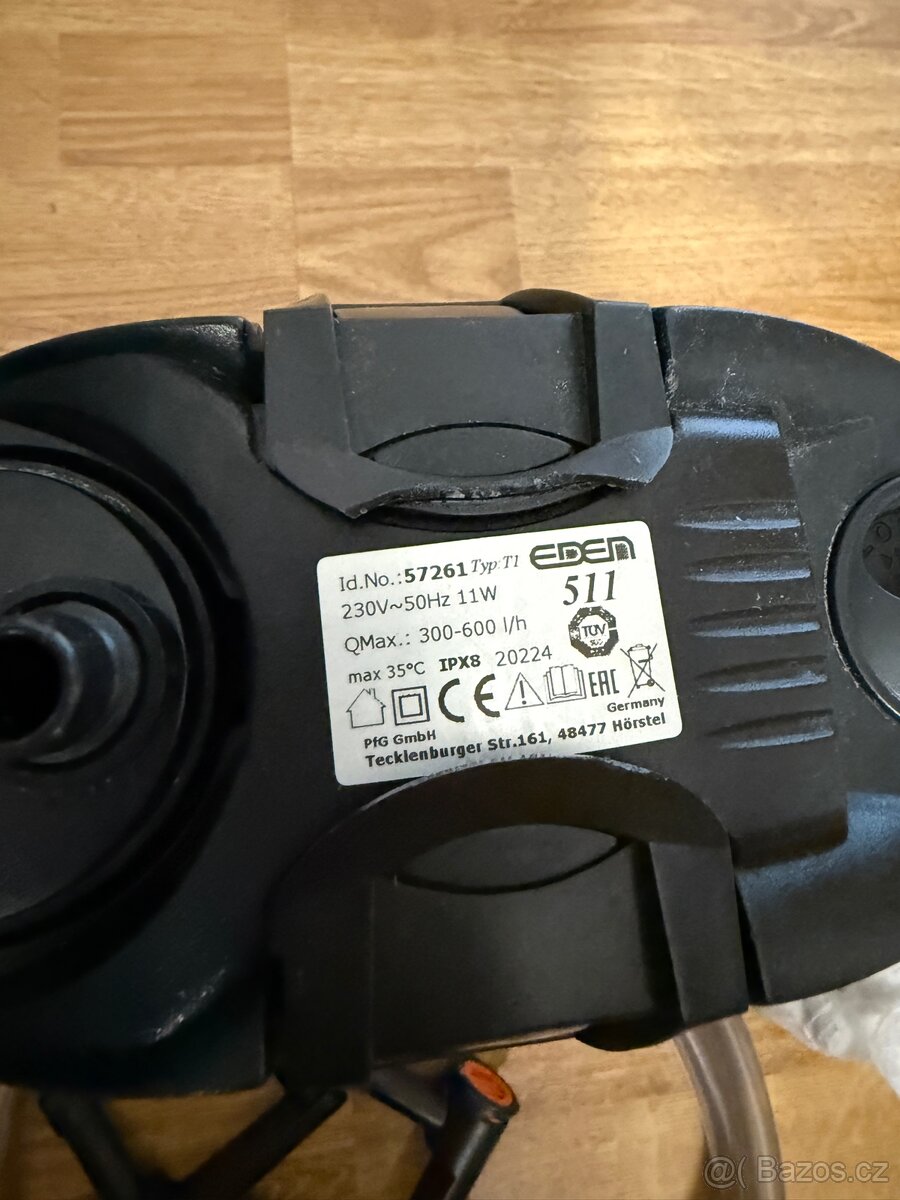 Id.No.:57261 Typ:T1 EDEN
230V~50Hz 11W 511
QMax.: 300-600 l/h TÜV
max 35°C IPX8 20224
CE EAC
PfG GmbH Germany
Tecklenburger Str.161, 48477 Hörstel
@( Bazos.cz